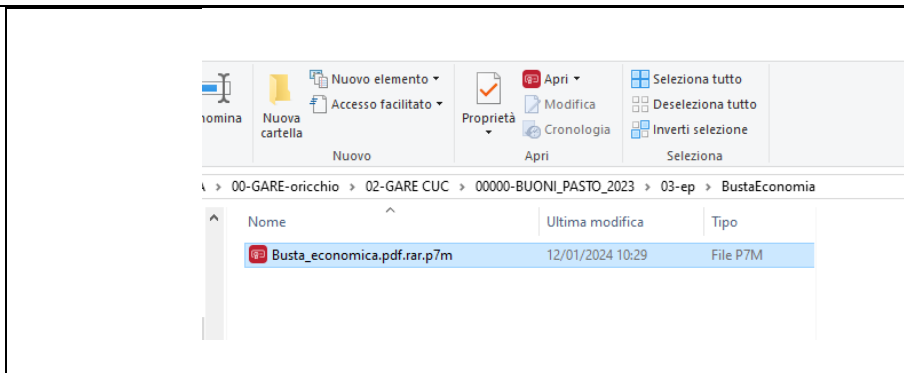 Nuovo elemento
Apri
Seleziona tutto
nomina
Nuova cartella
Accesso facilitato
Proprietà
Modifica
Deseleziona tutto
Cronologia
Inverti selezione
Nuovo
Apri
Seleziona
00-GARE-oricchio > 02-GARE CUC > 00000-BUONI_PASTO_2023 > 03-ep > BustaEconomia
Nome Ultima modifica Tipo
Busta_economica.pdf.rar.p7m 12/01/2024 10:29 File P7M